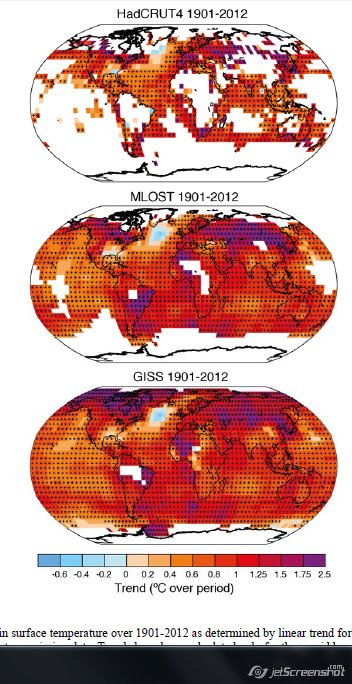 HadCRUT4 1901-2012
MLOST 1901-2012
GISS 1901-2012
-0.6 -0.4 -0.2 0 0.2 0.4 0.6 0.8 1 1.25 1.5 1.75 2.5
Trend (ºC over period)
in surface temperature over 1901-2012 as determined by linear trend for
jetScreenshot.com